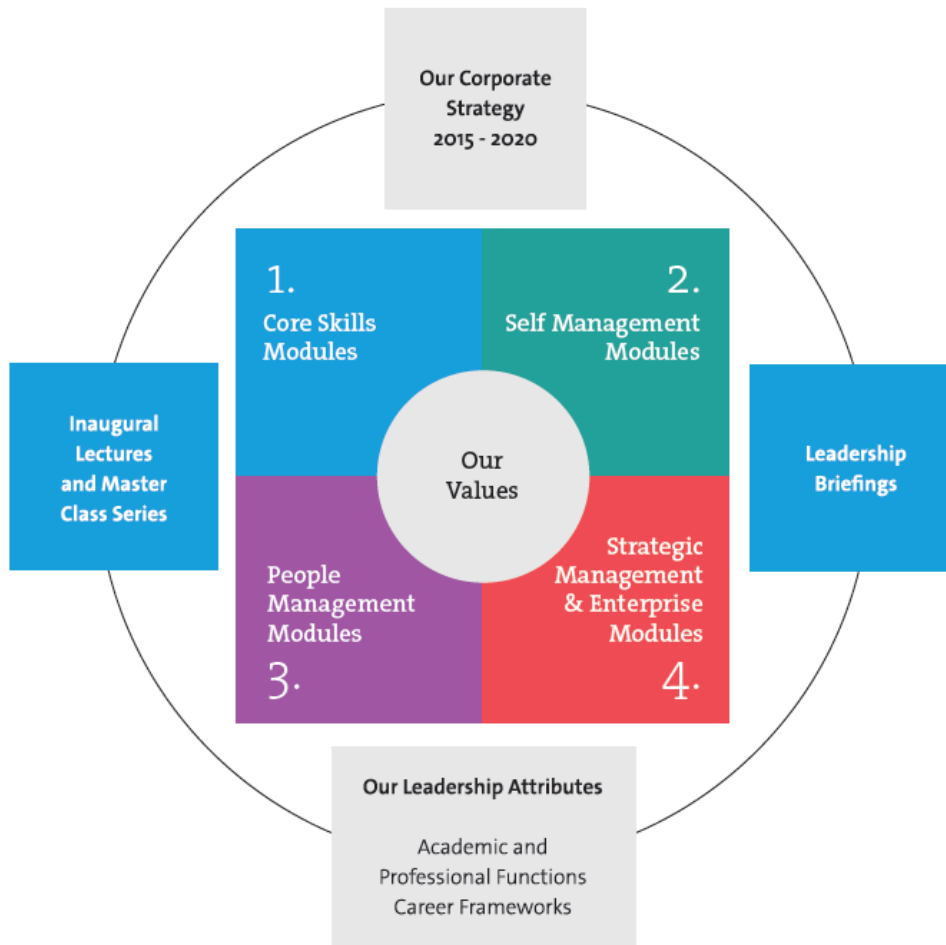 Our Corporate
Strategy
2015 - 2020
1.
Core Skills
Modules
2.
Self Management
Modules
Inaugural
Lectures
and Master
Class Series
Our
Values
Leadership
Briefings
People
Management
Modules
3.
Strategic
Management
& Enterprise
Modules
4.
Our Leadership Attributes
Academic and
Professional Functions
Career Frameworks